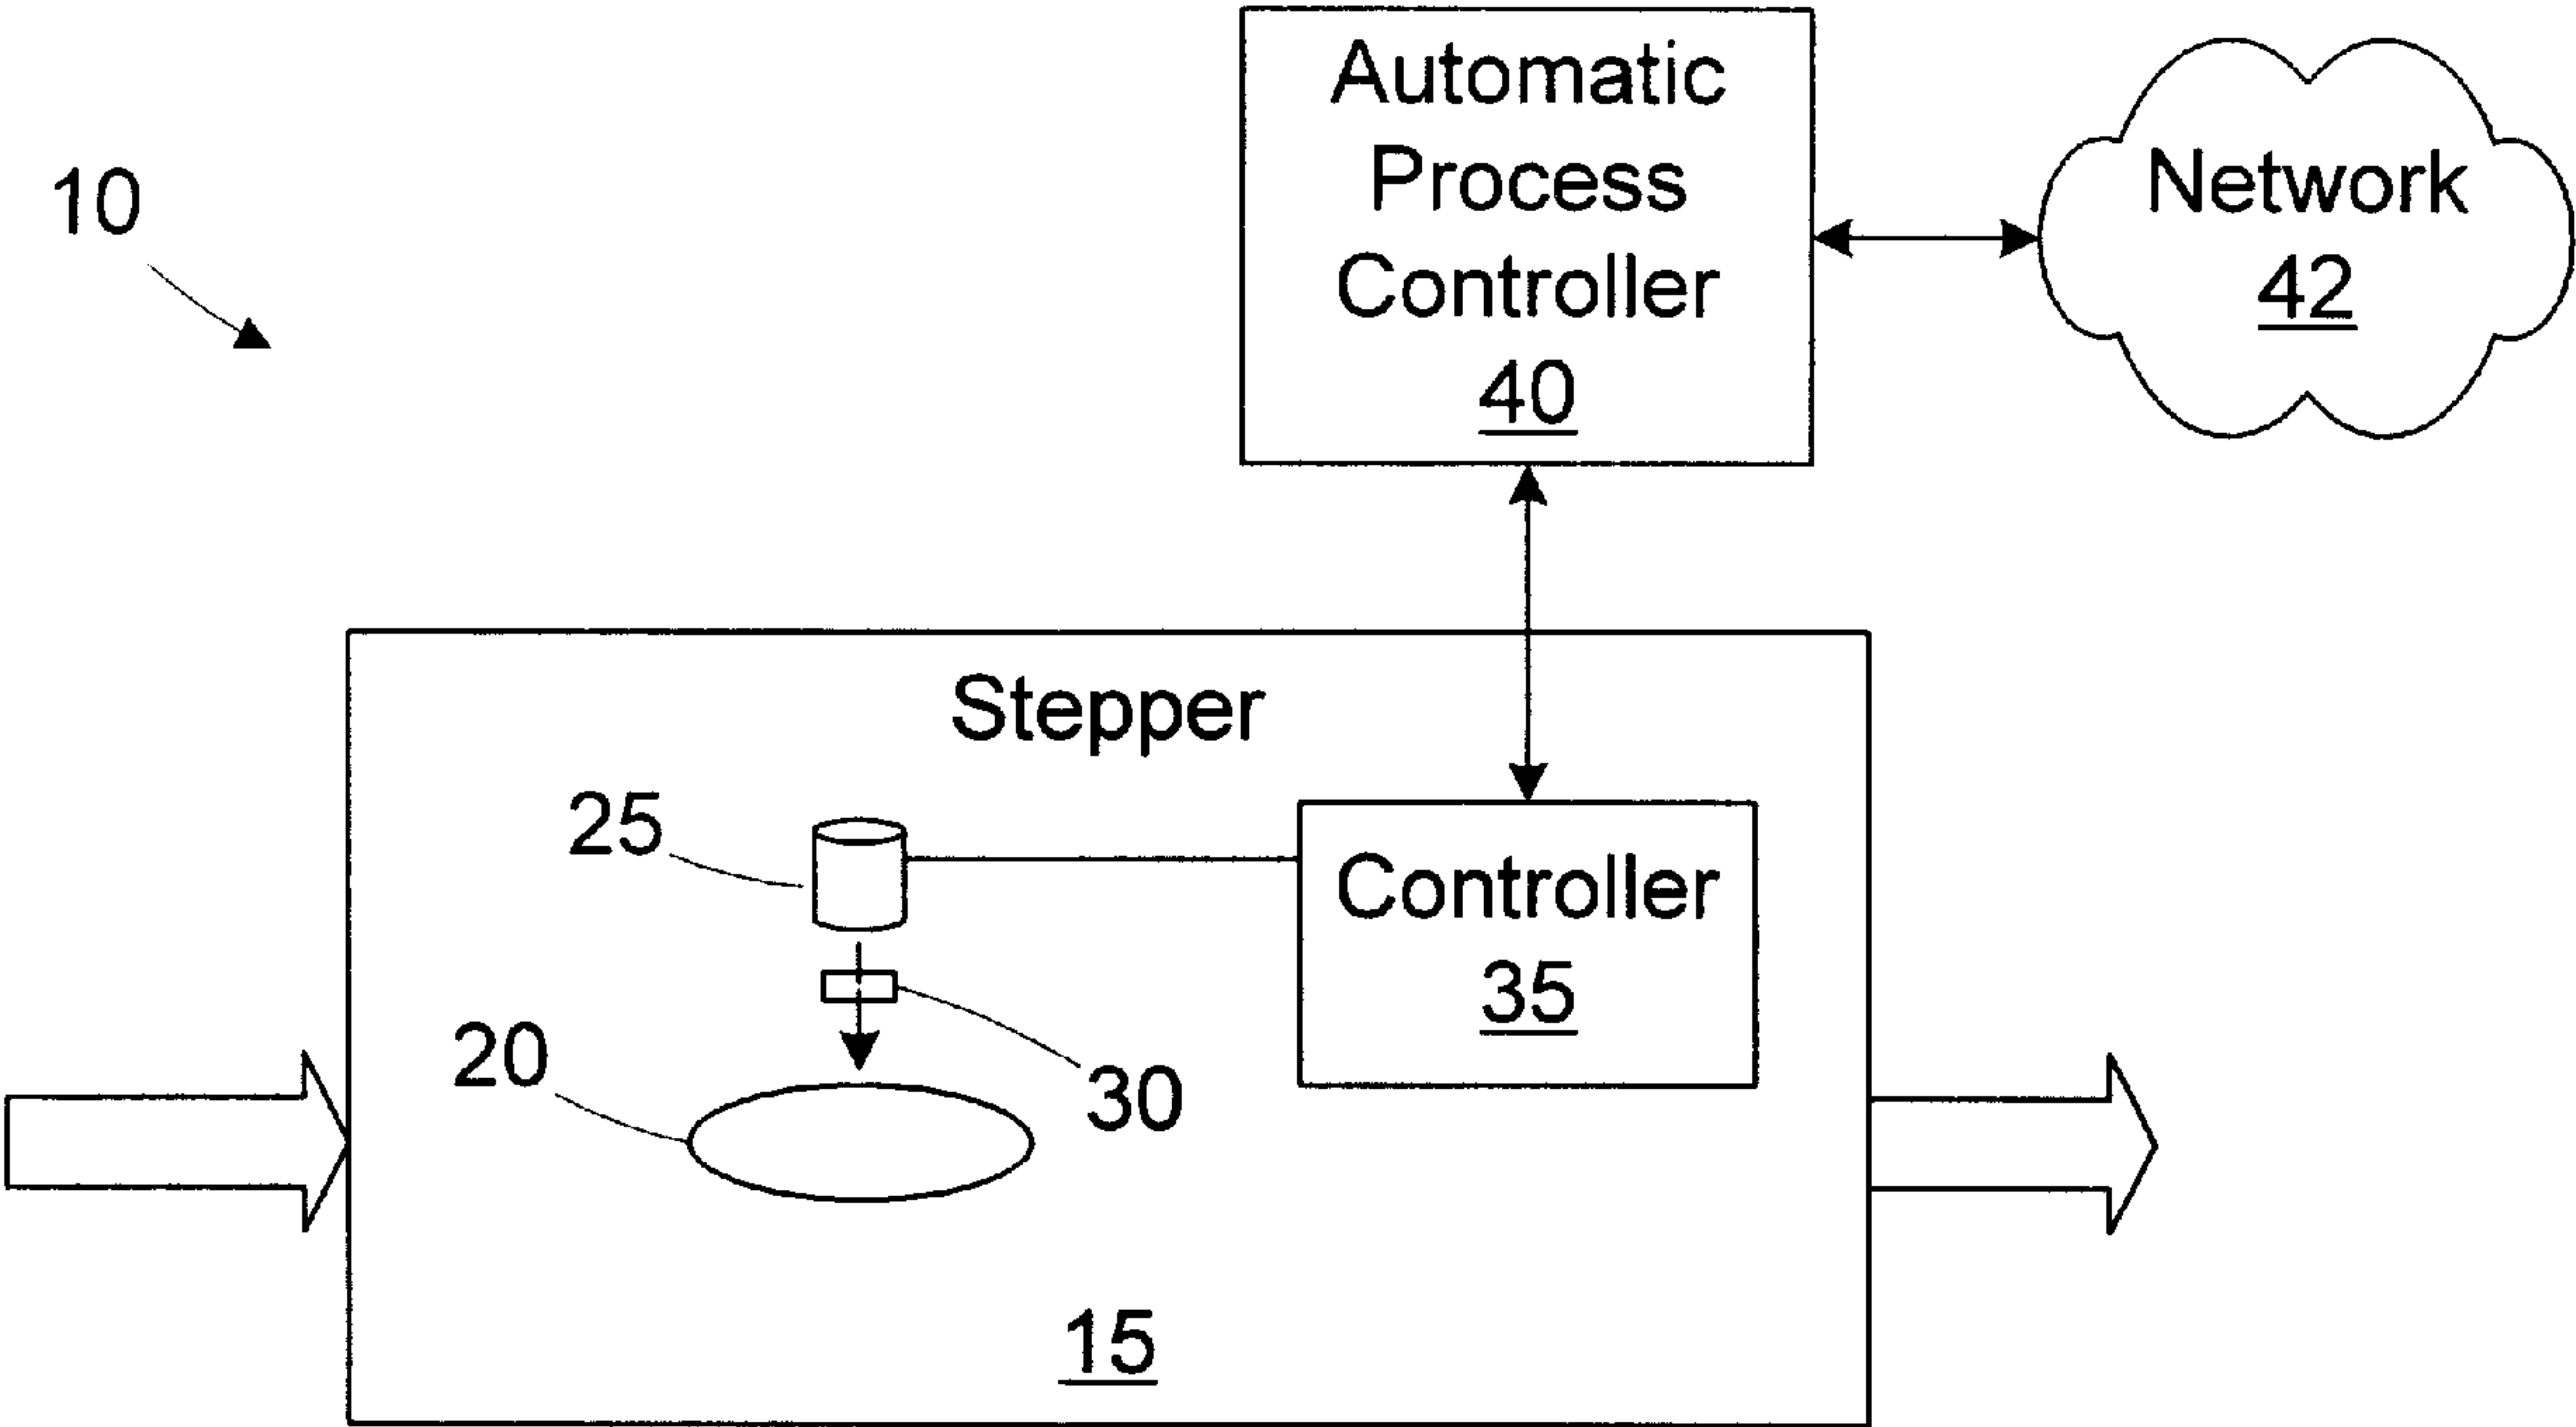 10
Automatic
Process
Controller
40
Network
42
Stepper
25
Controller
35
20
30
15